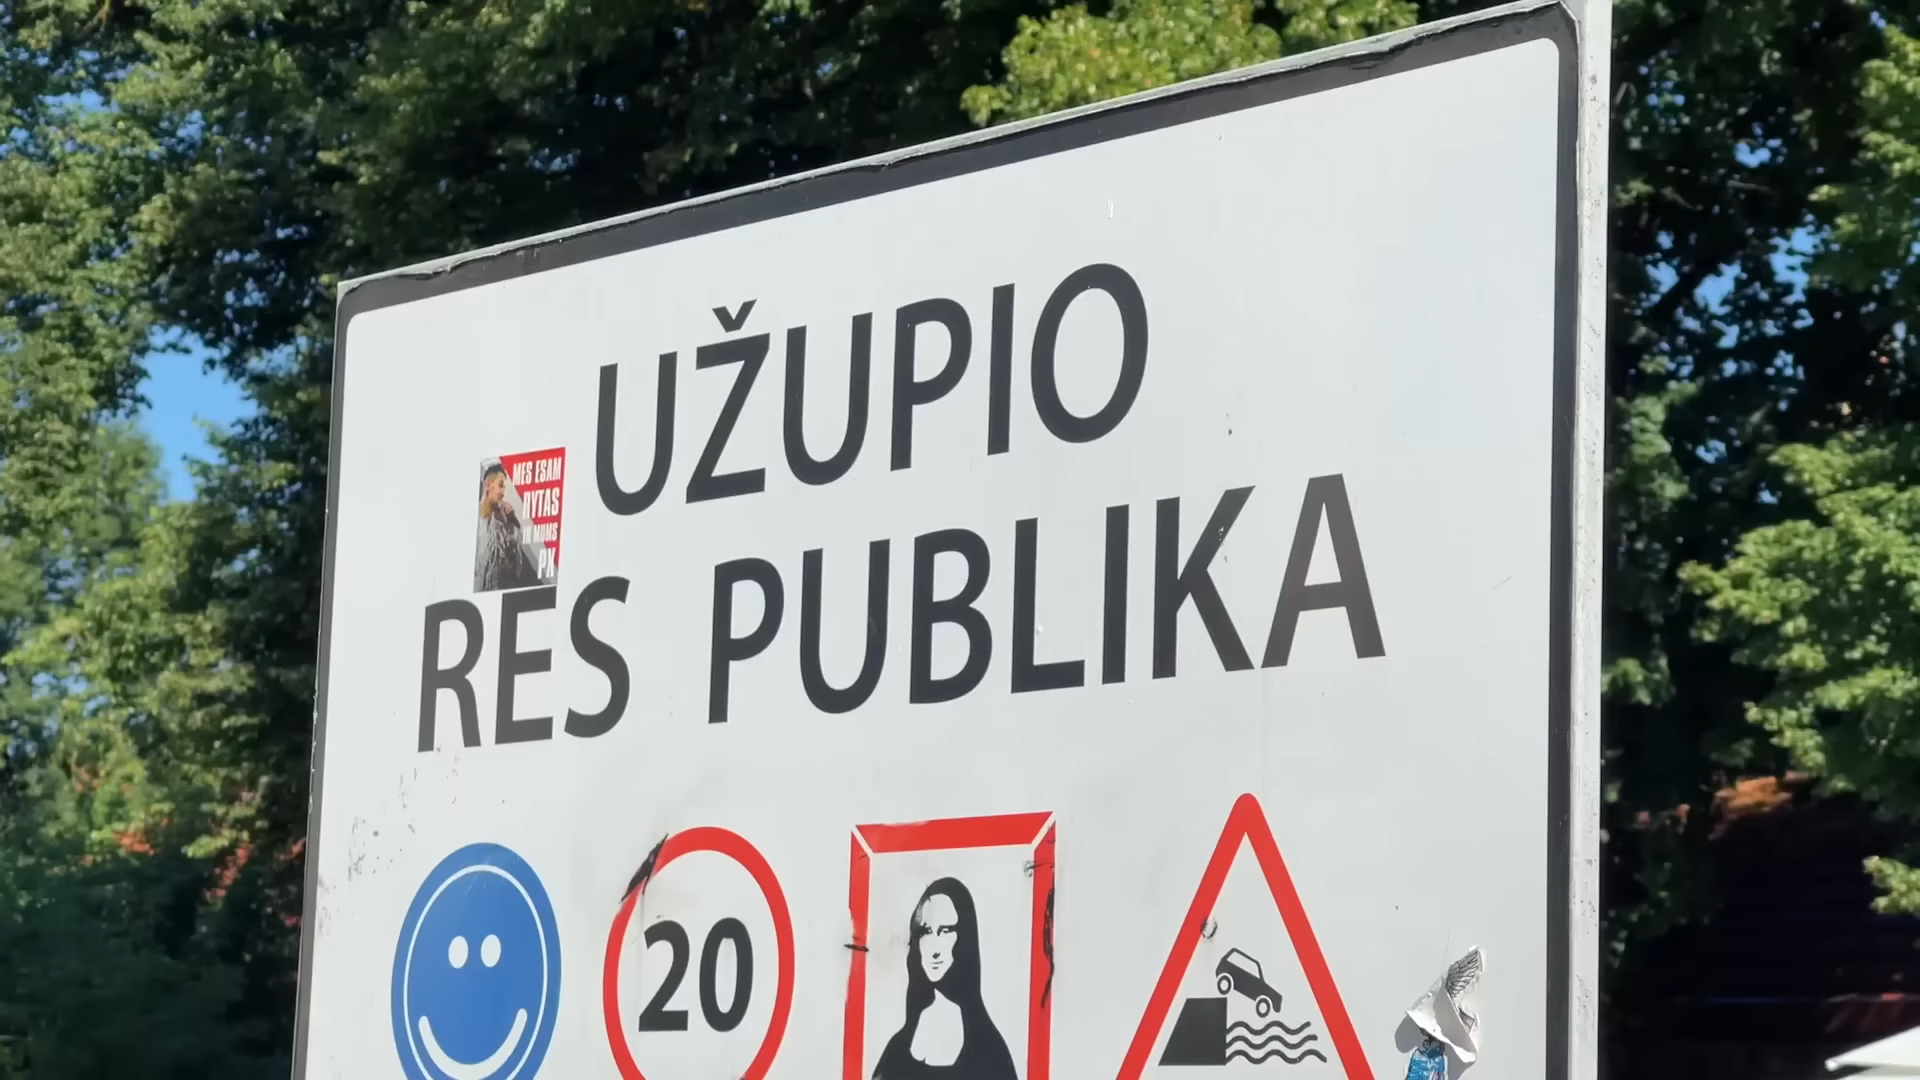 UŽUPIO
RES PUBLIKA
MES ESAM
RYTAS
IR MUMS
PX
20